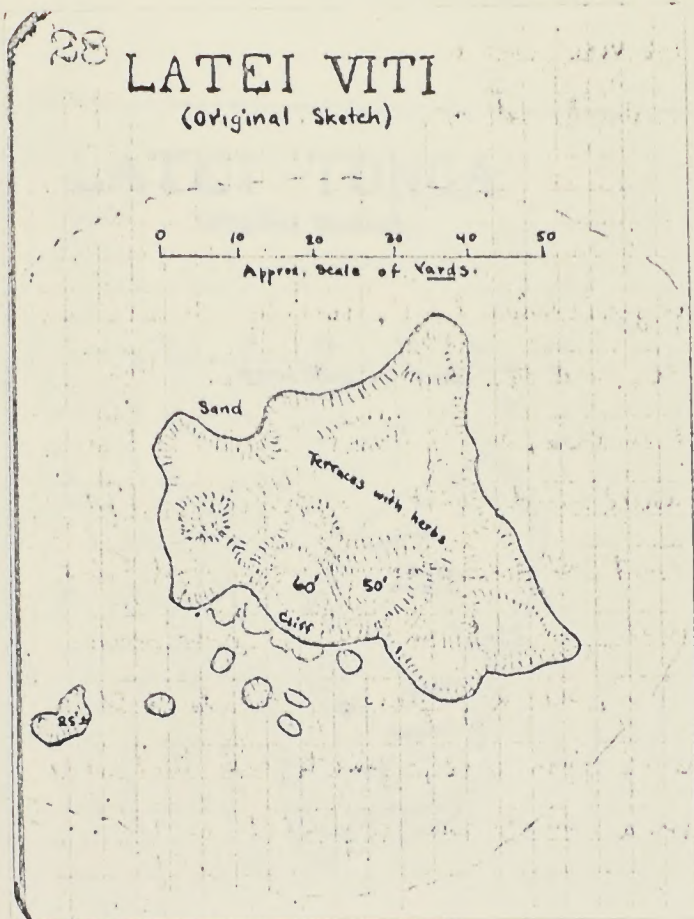 28
LATEI VITI
(Original Sketch)
0 10 20 30 40 50
Approx. Scale of Yards.
Sand
Terraces with herbs
60' 50'
Cliff
25'±